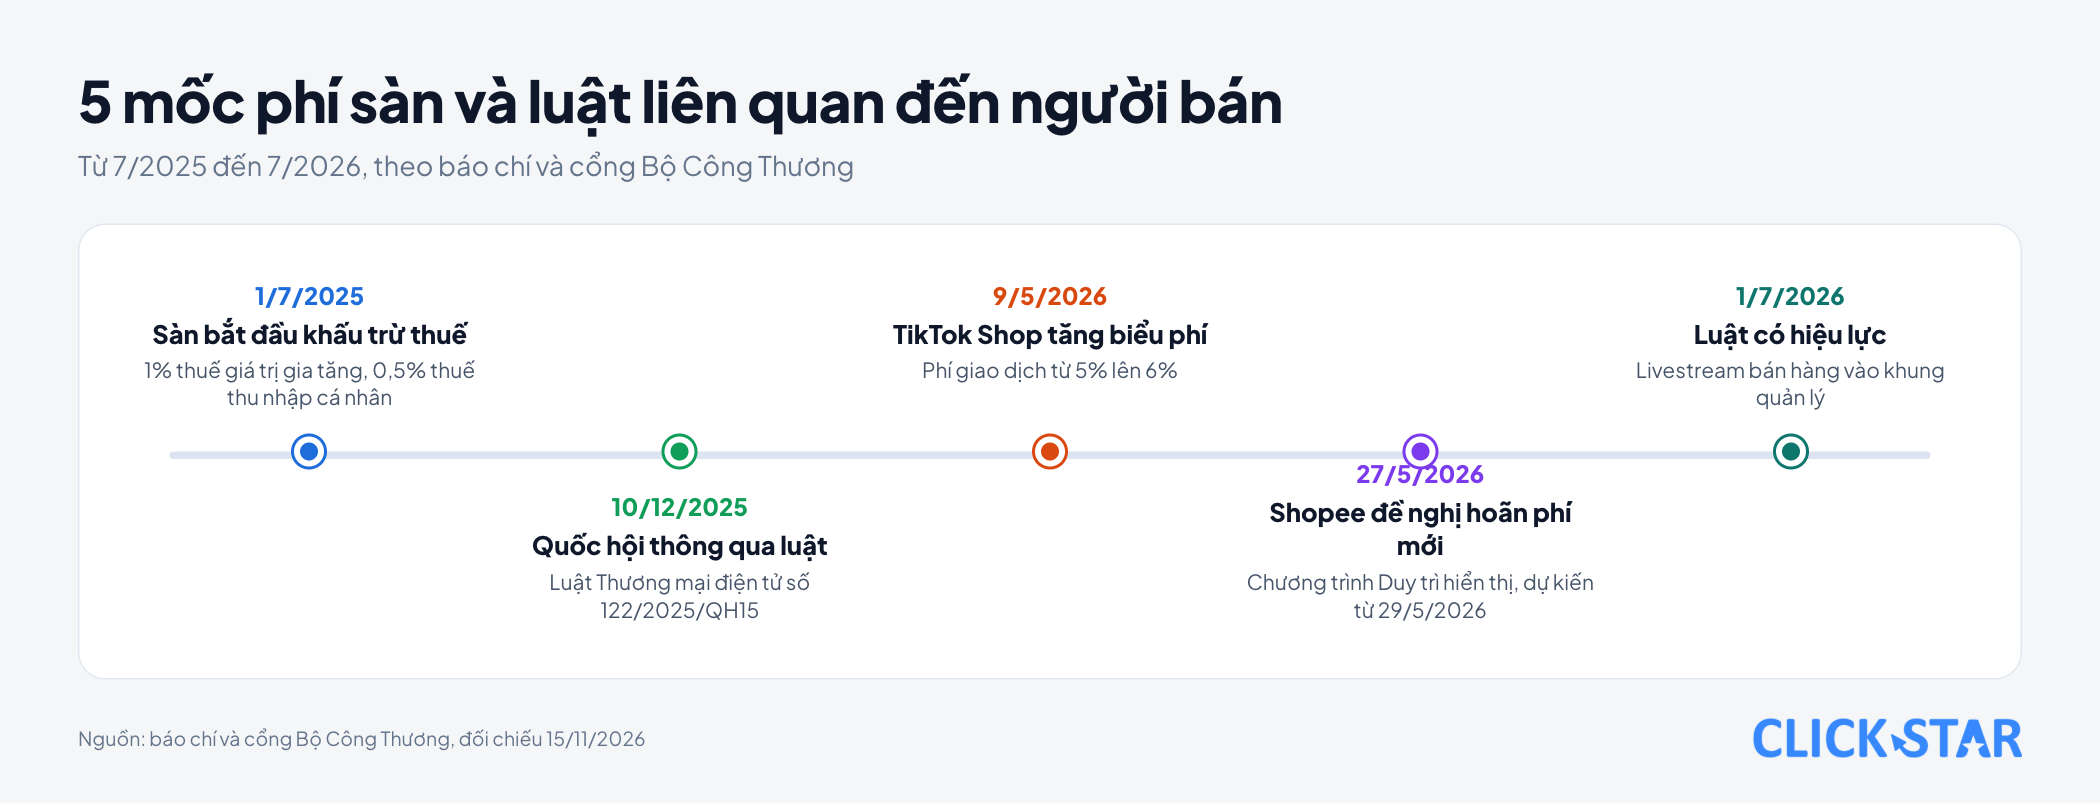 5 mốc phí sàn và luật liên quan đến người bán
Từ 7/2025 đến 7/2026, theo báo chí và cổng Bộ Công Thương
1/7/2025
Sàn bắt đầu khấu trừ thuế
1% thuế giá trị gia tăng, 0,5% thuế
thu nhập cá nhân
10/12/2025
Quốc hội thông qua luật
Luật Thương mại điện tử số
122/2025/QH15
9/5/2026
TikTok Shop tăng biểu phí
Phí giao dịch từ 5% lên 6%
27/5/2026
Shopee đề nghị hoãn phí
mới
Chương trình Duy trì hiển thị, dự kiến
từ 29/5/2026
1/7/2026
Luật có hiệu lực
Livestream bán hàng vào khung
quản lý
Nguồn: báo chí và cổng Bộ Công Thương, đối chiếu 15/11/2026
CLICKSTAR